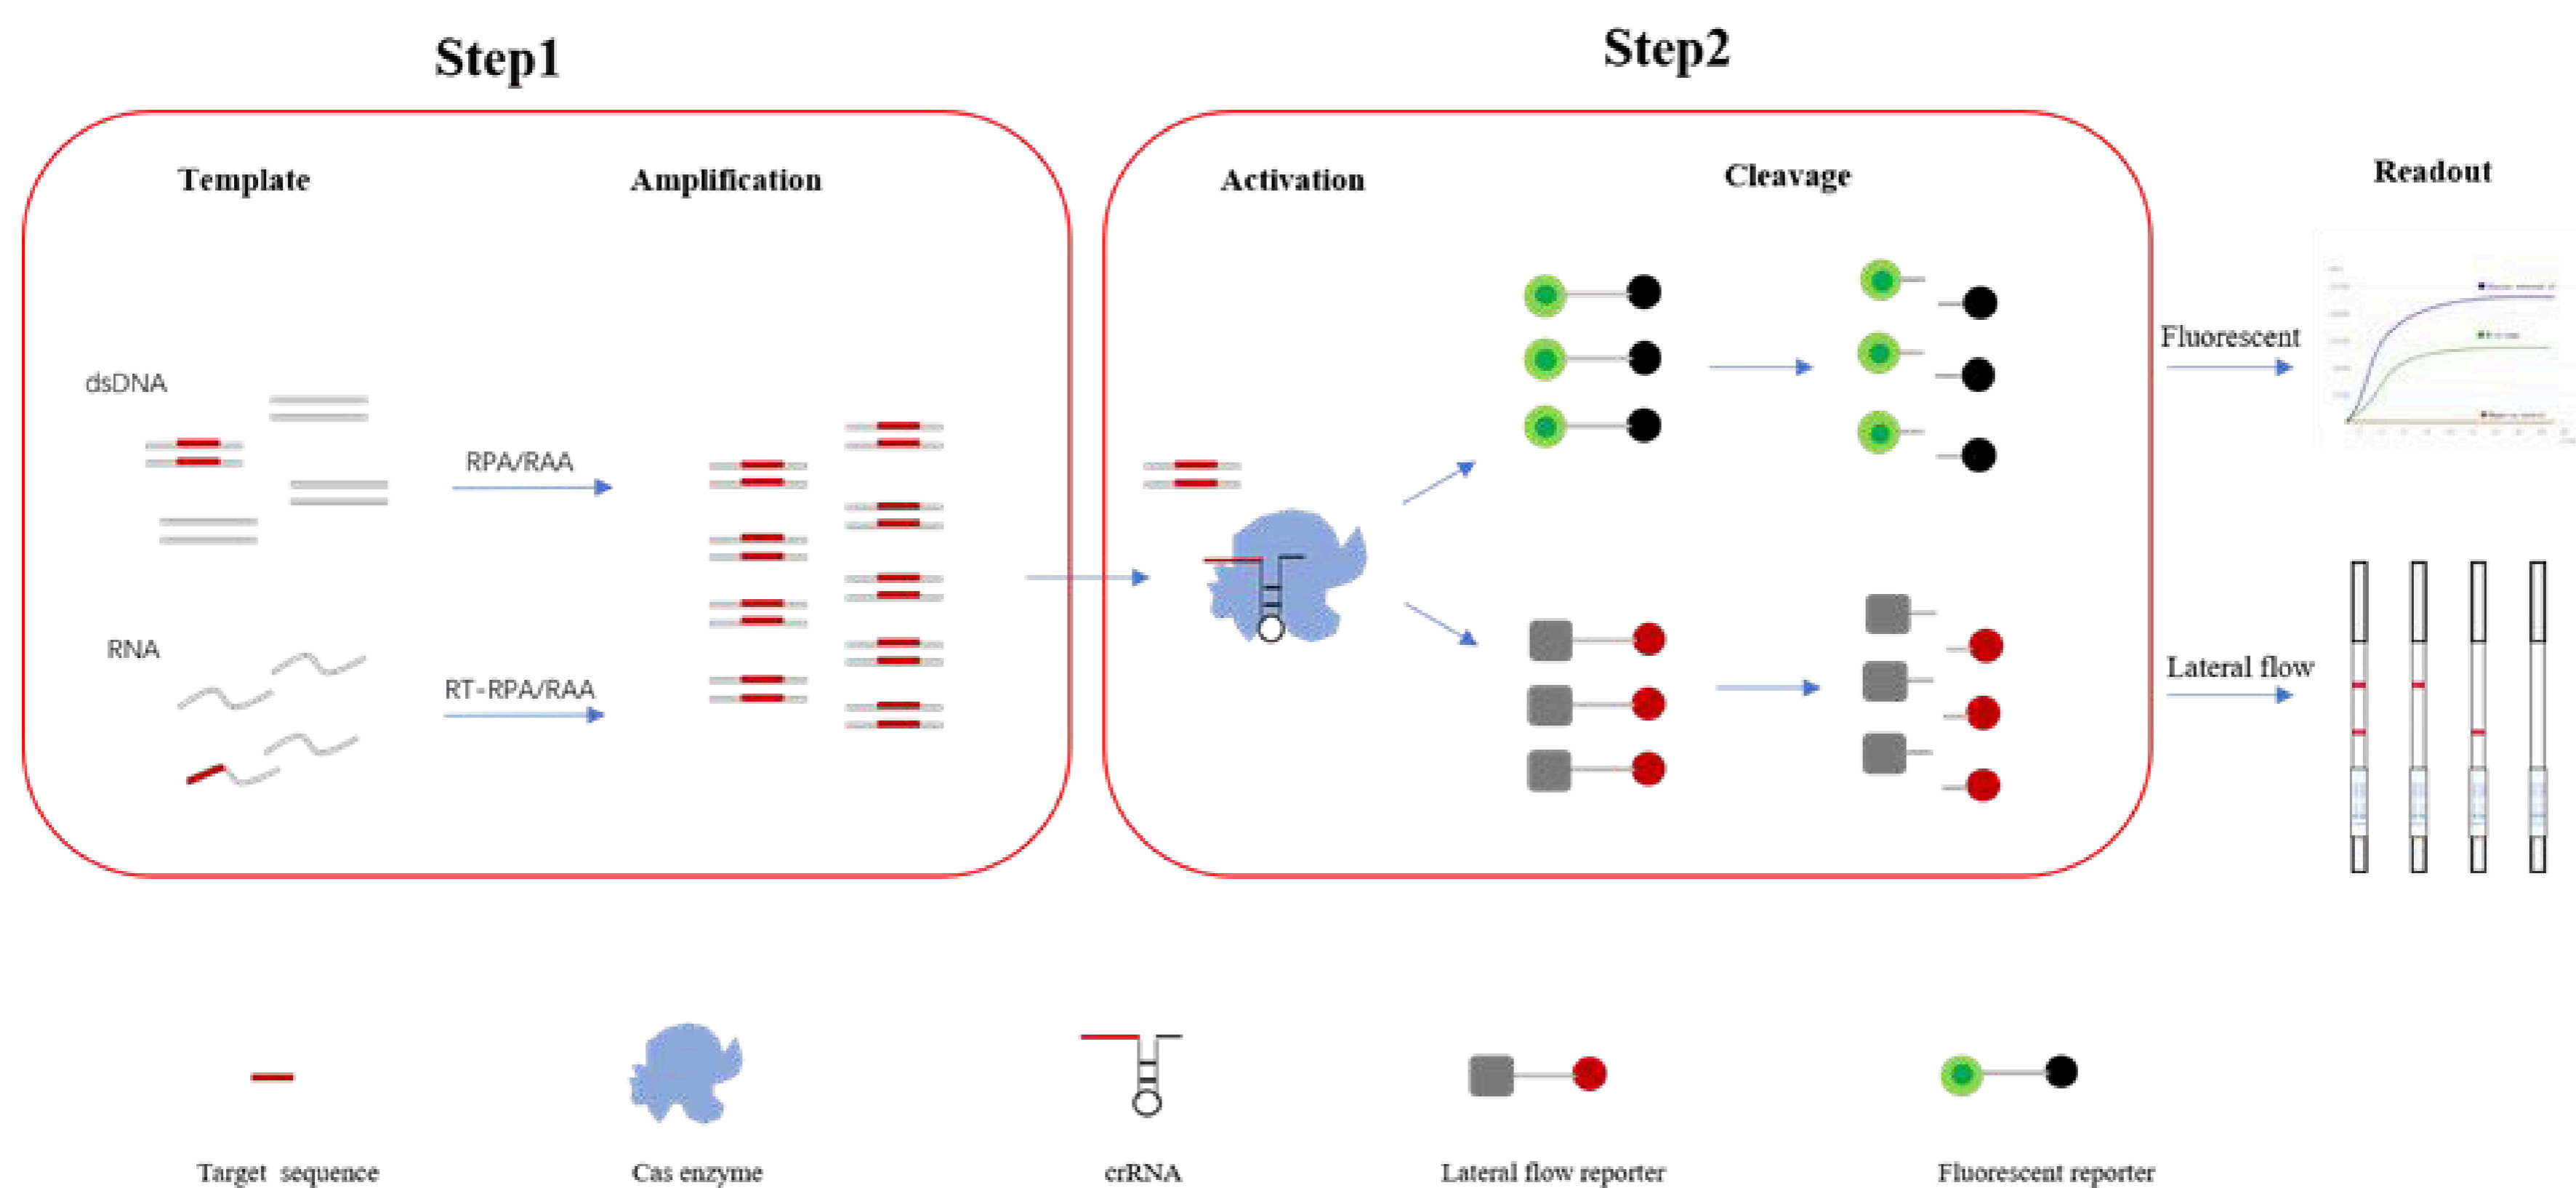 Step1
Step2
Template
Amplification
Activation
Cleavage
Readout
dsDNA
RPA/RAA
RNA
RT-RPA/RAA
Fluorescent
Lateral flow
Target sequence
Cas enzyme
crRNA
Lateral flow reporter
Fluorescent reporter